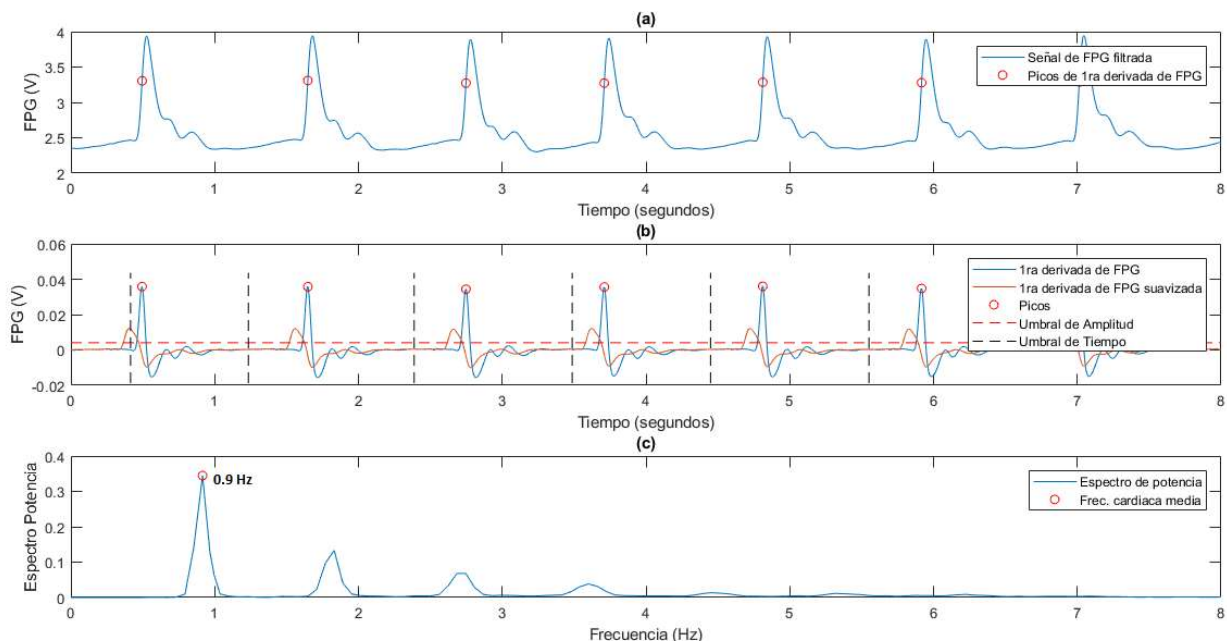 (a)
4
3.5
3
2.5
2
FPG (V)
Señal de FPG filtrada
Picos de 1ra derivada de FPG
0 1 2 3 4 5 6 7 8
Tiempo (segundos)
(b)
0.06
0.04
0.02
0
-0.02
FPG (V)
1ra derivada de FPG
1ra derivada de FPG suavizada
Picos
Umbral de Amplitud
Umbral de Tiempo
0 1 2 3 4 5 6 7 8
Tiempo (segundos)
(c)
0.4
0.3
0.2
0.1
0
Espectro Potencia
0.9 Hz
Espectro de potencia
Frec. cardiaca media
0 1 2 3 4 5 6 7 8
Frecuencia (Hz)